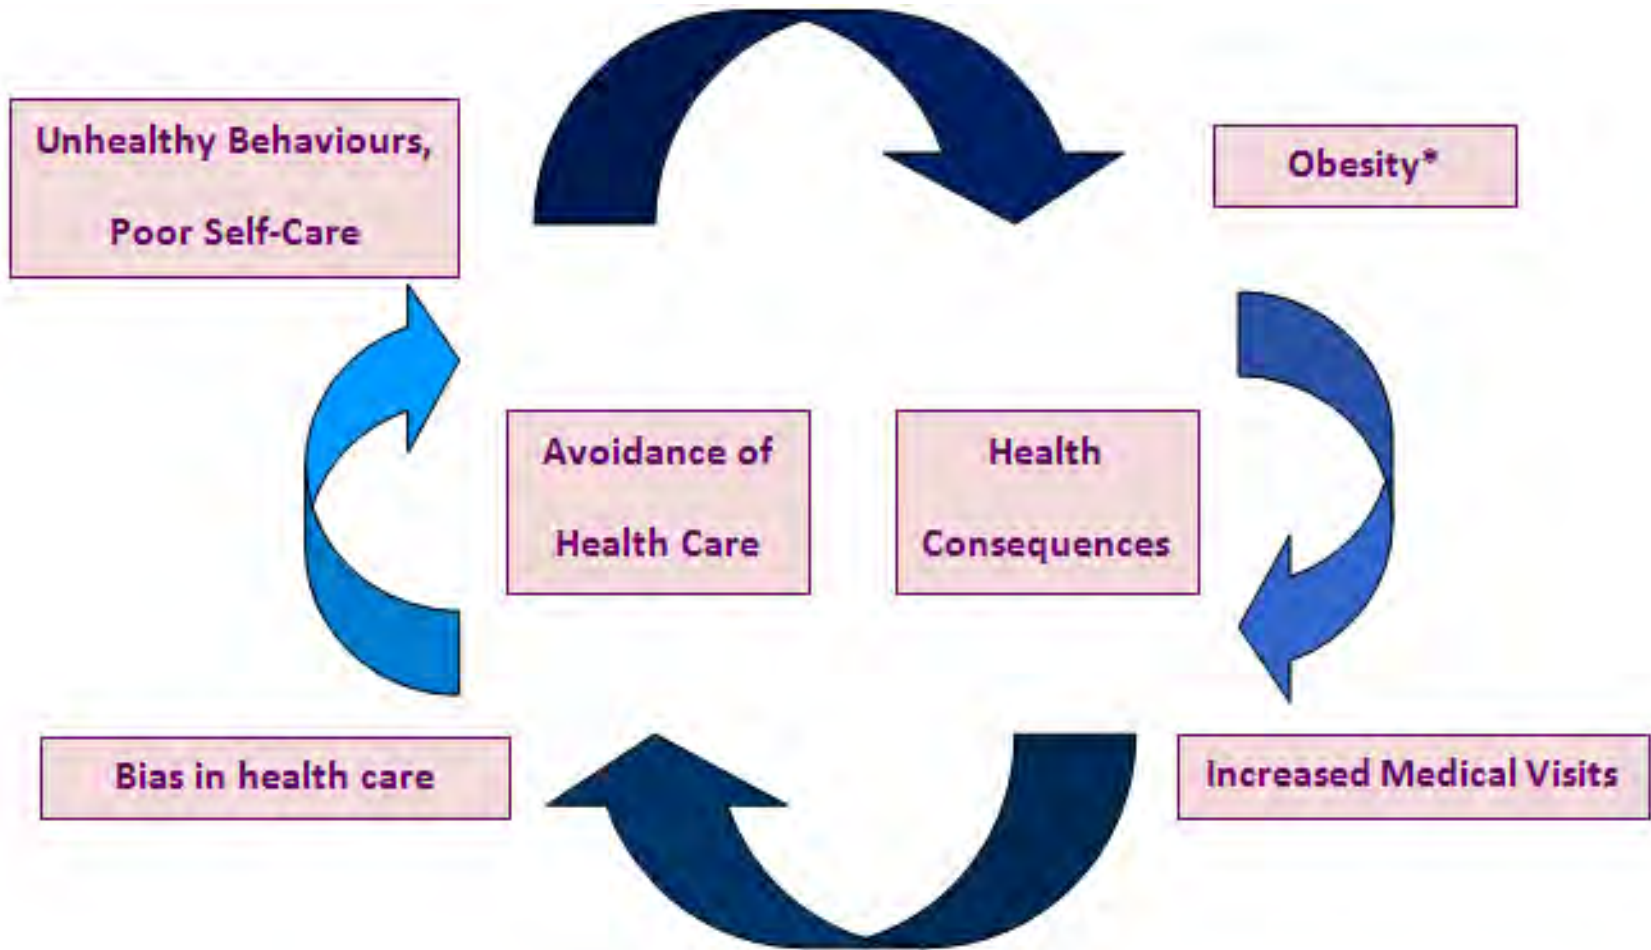 Unhealthy Behaviours,
Poor Self-Care
Obesity*
Avoidance of
Health Care
Health
Consequences
Bias in health care
Increased Medical Visits